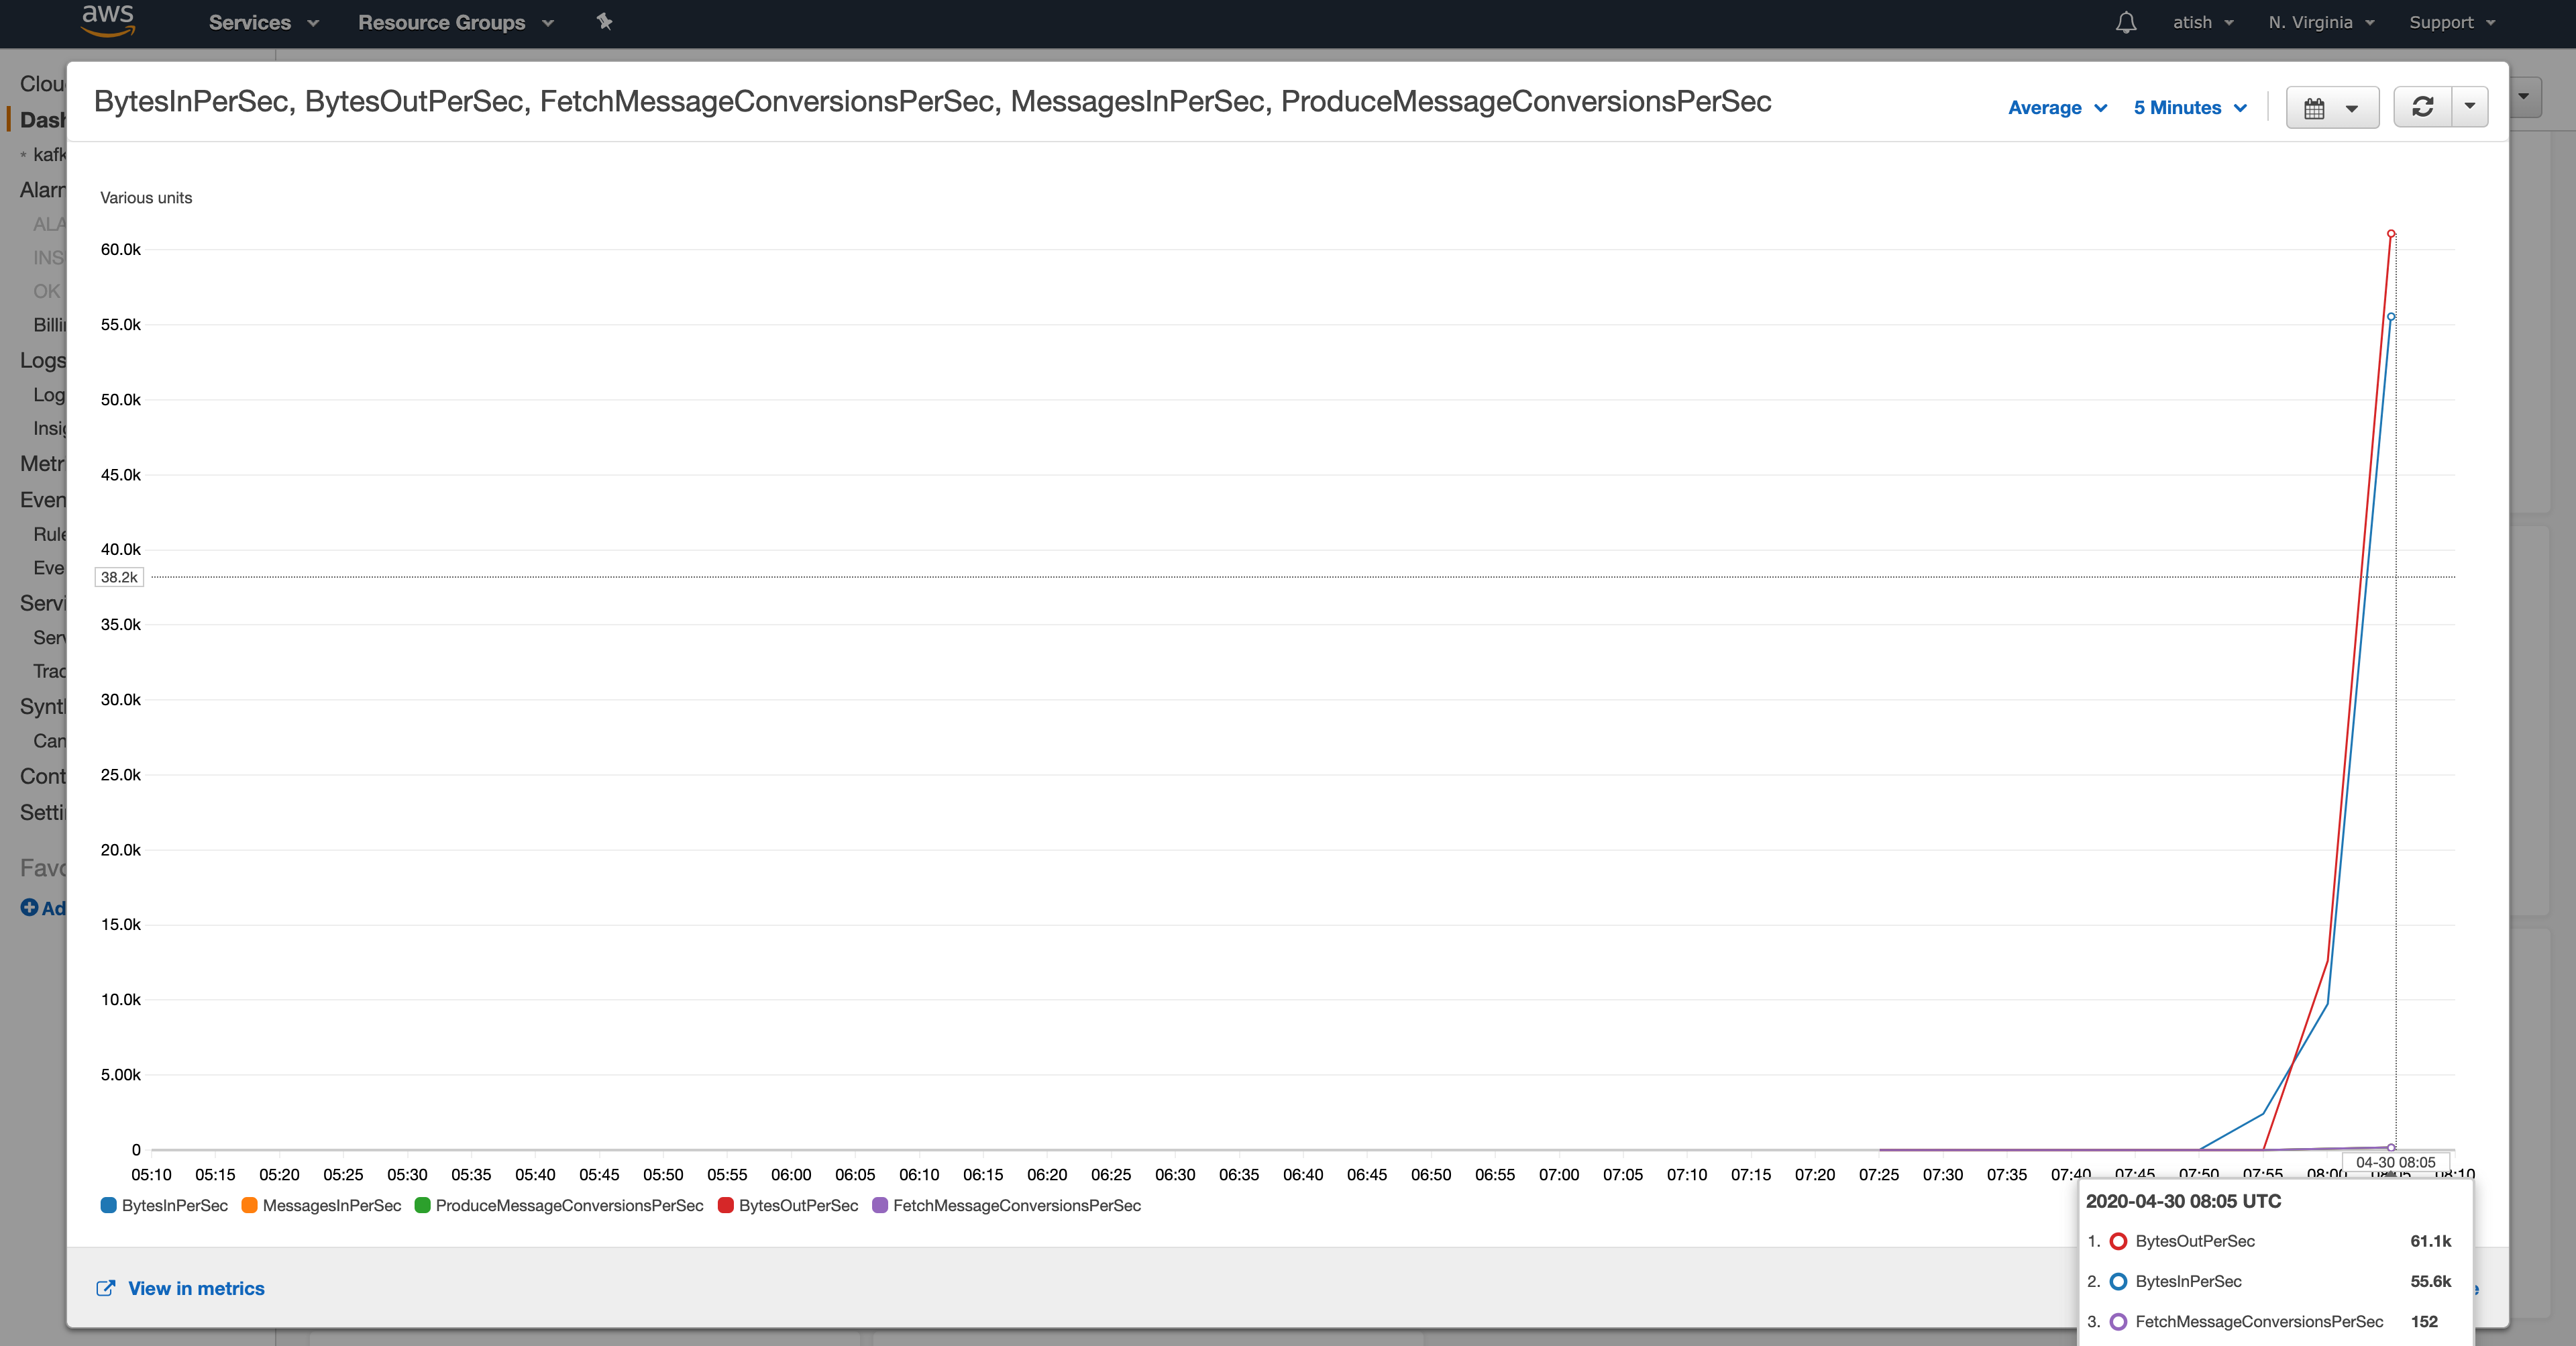 aws Services Resource Groups atish N. Virginia Support
BytesInPerSec, BytesOutPerSec, FetchMessageConversionsPerSec, MessagesInPerSec, ProduceMessageConversionsPerSec
Average 5 Minutes
Clou
Dash
* kafk
Alarn
ALA
INS
OK
Billi
Logs
Log
Insig
Metr
Even
Rule
Eve
Servi
Serv
Trac
Synt
Can
Cont
Setti
Favo
Ad
Various units
60.0k
55.0k
50.0k
45.0k
40.0k
38.2k
35.0k
30.0k
25.0k
20.0k
15.0k
10.0k
5.00k
0
05:10 05:15 05:20 05:25 05:30 05:35 05:40 05:45 05:50 05:55 06:00 06:05 06:10 06:15 06:20 06:25 06:30 06:35 06:40 06:45 06:50 06:55 07:00 07:05 07:10 07:15 07:20 07:25 07:30 07:35 07:40 07:45 07:50 07:55 08:00 08:05 08:10
04-30 08:05
BytesInPerSec MessagesInPerSec ProduceMessageConversionsPerSec BytesOutPerSec FetchMessageConversionsPerSec
2020-04-30 08:05 UTC
1. BytesOutPerSec 61.1k
2. BytesInPerSec 55.6k
3. FetchMessageConversionsPerSec 152
View in metrics